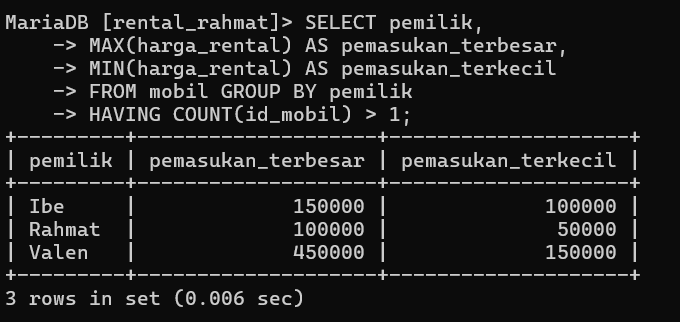 MariaDB [rental_rahmat]> SELECT pemilik,
    -> MAX(harga_rental) AS pemasukan_terbesar,
    -> MIN(harga_rental) AS pemasukan_terkecil
    -> FROM mobil GROUP BY pemilik
    -> HAVING COUNT(id_mobil) > 1;
+---------+--------------------+--------------------+
| pemilik | pemasukan_terbesar | pemasukan_terkecil |
+---------+--------------------+--------------------+
| Ibe     |             150000 |             100000 |
| Rahmat  |             100000 |              50000 |
| Valen   |             450000 |             150000 |
+---------+--------------------+--------------------+
3 rows in set (0.006 sec)